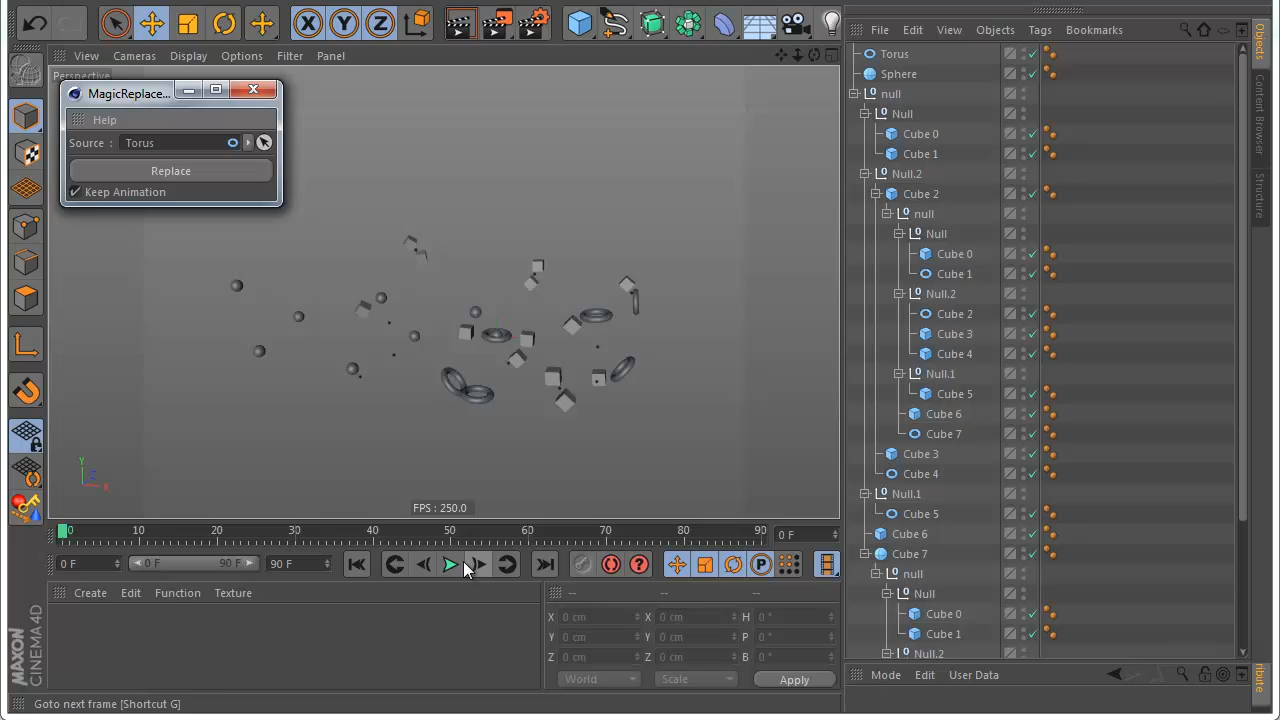 File Edit View Objects Tags Bookmarks
View Cameras Display Options Filter Panel
Perspective
MagicReplace...
Help
Source : Torus
Replace
Keep Animation
X Y Z
Y
X
Z
FPS : 250.0
0 10 20 30 40 50 60 70 80 90
0 F
0 F 0 F 90 F 90 F
P
Create Edit Function Texture
-- -- --
X 0 cm X 0 cm H 0 °
Y 0 cm Y 0 cm P 0 °
Z 0 cm Z 0 cm B 0 °
World Scale Apply
MAXON
CINEMA 4D
Goto next frame [Shortcut G]
Torus
Sphere
null
Null
Cube 0
Cube 1
Null.2
Cube 2
null
Null
Cube 0
Cube 1
Null.2
Cube 2
Cube 3
Cube 4
Null.1
Cube 5
Cube 6
Cube 7
Cube 3
Cube 4
Null.1
Cube 5
Cube 6
Cube 7
null
Null
Cube 0
Cube 1
Null.2
Mode Edit User Data
Objects
Content Browser
Structure